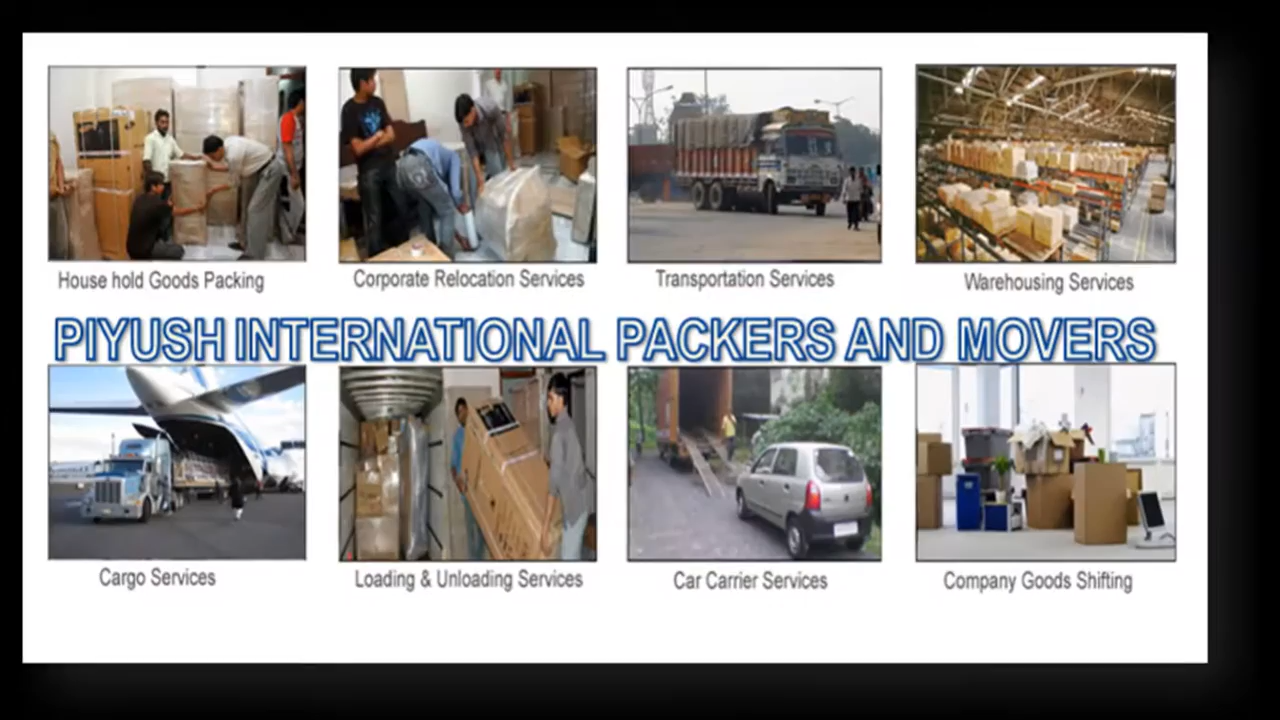 House hold Goods Packing
Corporate Relocation Services
Transportation Services
Warehousing Services
PIYUSH INTERNATIONAL PACKERS AND MOVERS
Cargo Services
Loading & Unloading Services
Car Carrier Services
Company Goods Shifting